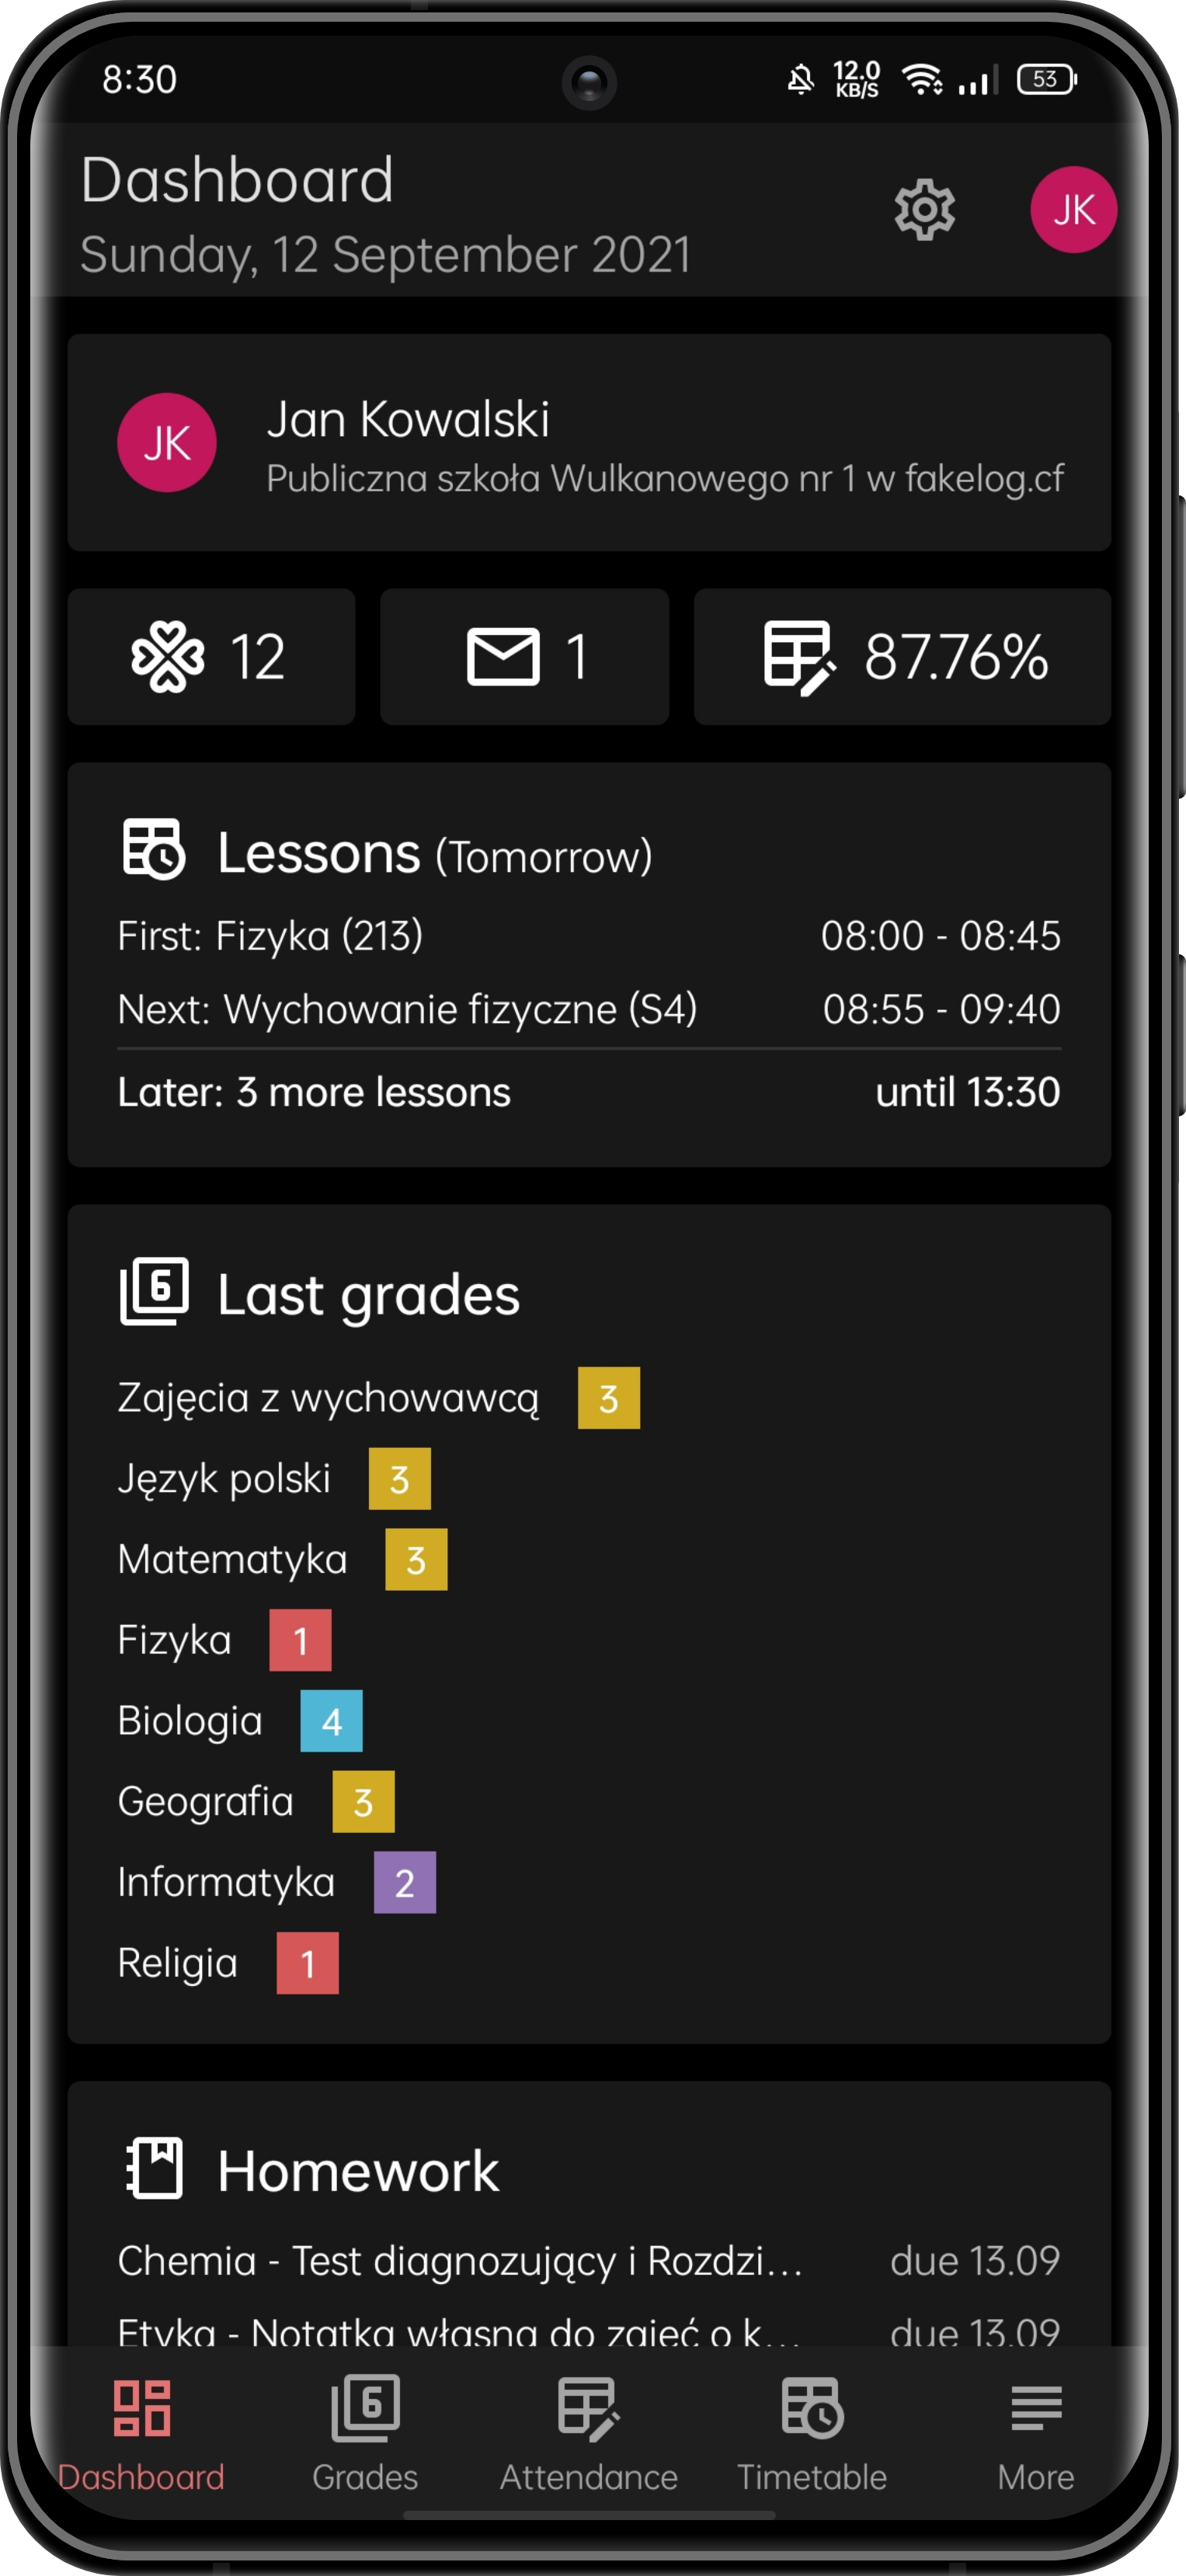 8:30
12.0
KB/S
53
Dashboard
Sunday, 12 September 2021
JK
JK
Jan Kowalski
Publiczna szkoła Wulkanowego nr 1 w fakelog.cf
12
1
87.76%
Lessons (Tomorrow)
First: Fizyka (213) 08:00 - 08:45
Next: Wychowanie fizyczne (S4) 08:55 - 09:40
Later: 3 more lessons until 13:30
6 Last grades
Zajęcia z wychowawcą 3
Język polski 3
Matematyka 3
Fizyka 1
Biologia 4
Geografia 3
Informatyka 2
Religia 1
Homework
Chemia - Test diagnozujący i Rozdzi... due 13.09
Etyka - Notatka własna do zajęć o k... due 13.09
6
Dashboard Grades Attendance Timetable More